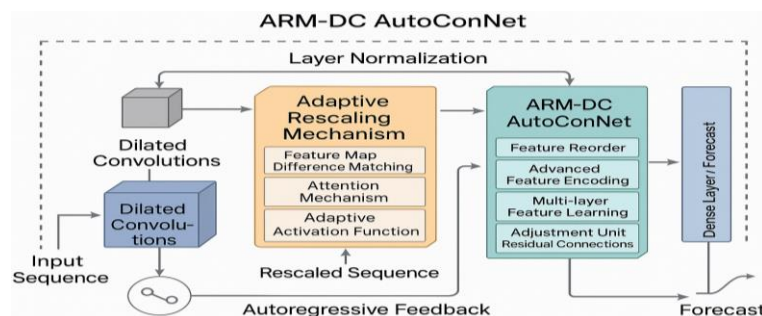 ARM-DC AutoConNet
Layer Normalization
Dilated
Convolutions
Dilated
Convolu-
tions
Input
Sequence
Adaptive
Rescaling
Mechanism
Feature Map
Difference Matching
Attention
Mechanism
Adaptive
Activation Function
Rescaled Sequence
Autoregressive Feedback
ARM-DC
AutoConNet
Feature Reorder
Advanced
Feature Encoding
Multi-layer
Feature Learning
Adjustment Unit
Residual Connections
Dense Layer / Forecast
Forecast